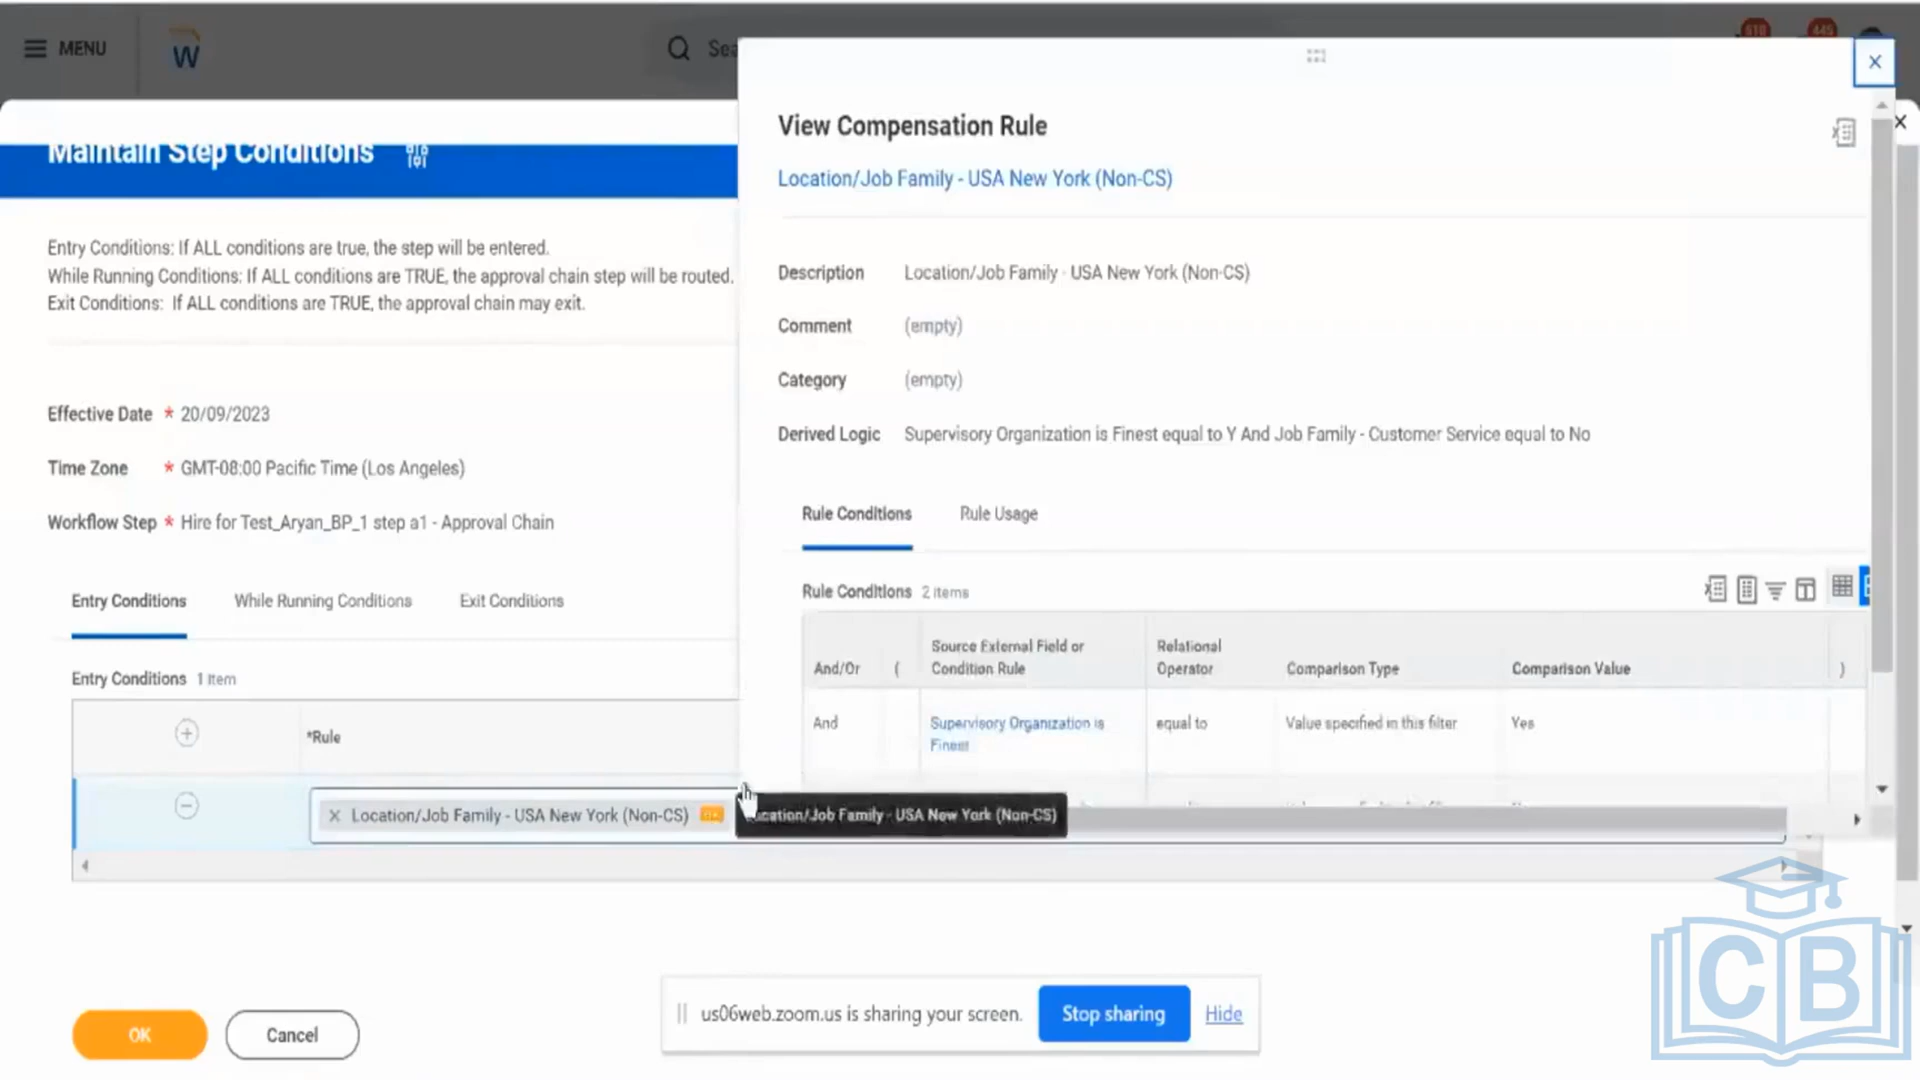 MENU
W
Sea
510
445
Maintain Step Conditions
Entry Conditions: If ALL conditions are true, the step will be entered.
While Running Conditions: If ALL conditions are TRUE, the approval chain step will be routed.
Exit Conditions: If ALL conditions are TRUE, the approval chain may exit.
Effective Date * 20/09/2023
Time Zone * GMT-08:00 Pacific Time (Los Angeles)
Workflow Step * Hire for Test_Aryan_BP_1 step a1 - Approval Chain
Entry Conditions While Running Conditions Exit Conditions
Entry Conditions 1 item
*Rule
Location/Job Family - USA New York (Non-CS)
OK Cancel
View Compensation Rule
Location/Job Family - USA New York (Non-CS)
Description Location/Job Family - USA New York (Non-CS)
Comment (empty)
Category (empty)
Derived Logic Supervisory Organization is Finest equal to Y And Job Family - Customer Service equal to No
Rule Conditions Rule Usage
Rule Conditions 2 items
And/Or ( Source External Field or Condition Rule Relational Operator Comparison Type Comparison Value )
And Supervisory Organization is Finest equal to Value specified in this filter Yes
Location/Job Family - USA New York (Non-CS)
us06web.zoom.us is sharing your screen. Stop sharing Hide
CB